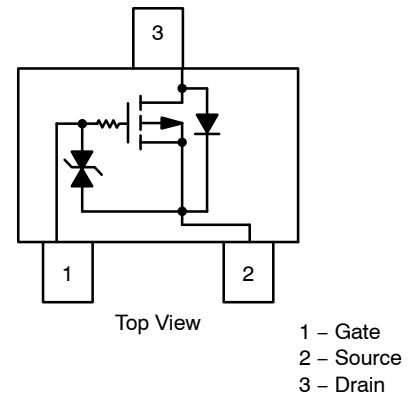 3
1
2
Top View
1 – Gate
2 – Source
3 – Drain